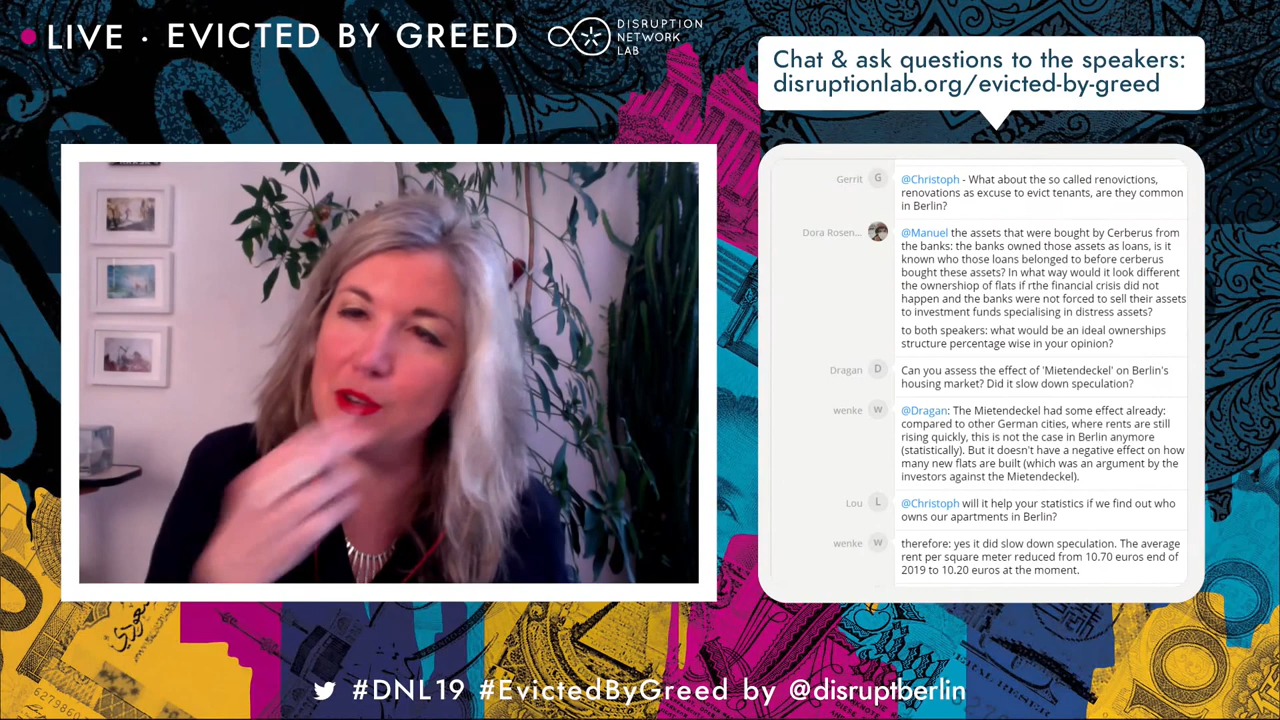 LIVE · EVICTED BY GREED
DISRUPTION
NETWORK
LAB
Chat & ask questions to the speakers:
disruptionlab.org/evicted-by-greed
Gerrit
G
@Christoph - What about the so called renovictions,
renovations as excuse to evict tenants, are they common
in Berlin?
Dora Rosen...
@Manuel the assets that were bought by Cerberus from
the banks: the banks owned those assets as loans, is it
known who those loans belonged to before cerberus
bought these assets? In what way would it look different
the ownershiop of flats if rthe financial crisis did not
happen and the banks were not forced to sell their assets
to investment funds specialising in distress assets?
to both speakers: what would be an ideal ownerships
structure percentage wise in your opinion?
Dragan
D
Can you assess the effect of 'Mietendeckel' on Berlin's
housing market? Did it slow down speculation?
wenke
w
@Dragan: The Mietendeckel had some effect already:
compared to other German cities, where rents are still
rising quickly, this is not the case in Berlin anymore
(statistically). But it doesn't have a negative effect on how
many new flats are built (which was an argument by the
investors against the Mietendeckel).
Lou
L
@Christoph will it help your statistics if we find out who
owns our apartments in Berlin?
wenke
w
therefore: yes it did slow down speculation. The average
rent per square meter reduced from 10.70 euros end of
2019 to 10.20 euros at the moment.
#DNL19 #EvictedByGreed by @disruptberlin